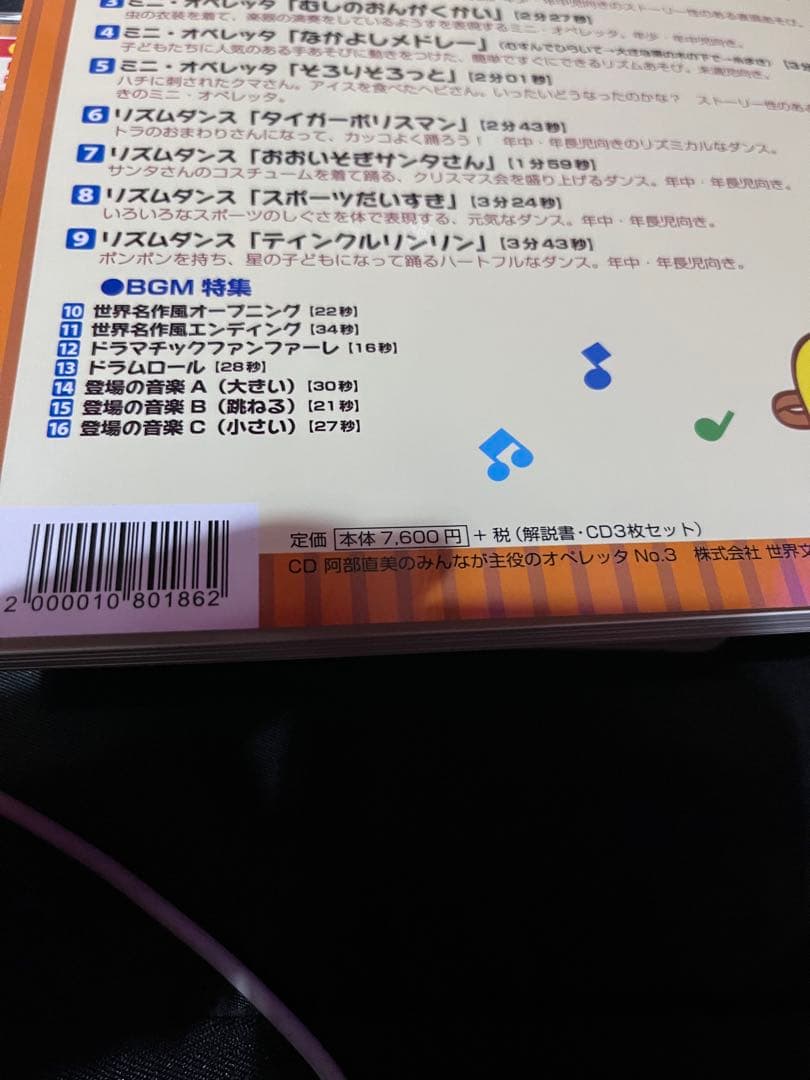 3 ミニ・オペレッタ「むしのおんがくかい」【2分27秒】
虫の衣装を着て、楽器の演奏をしているようすを表現するミニ・オペレッタ。年少・年中児向き。
4 ミニ・オペレッタ「なかよしメドレー」
子どもたちに人気のある手あそびに動きをつけた、簡単ですぐにできるリズムあそび。未満児向き。
5 ミニ・オペレッタ「そろりそろっと」【2分01秒】
ハチに刺されたクマさん。アイスを食べたヘビさん。いったいどうなったのかな? ストーリー性のある
きのミニ・オペレッタ。
6 リズムダンス「タイガーポリスマン」【2分43秒】
トラのおまわりさんになって、カッコよく踊ろう! 年中・年長児向きのリズミカルなダンス。
7 リズムダンス「おおいそぎサンタさん」【1分59秒】
サンタさんのコスチュームを着て踊る、クリスマス会を盛り上げるダンス。年中・年長児向き。
8 リズムダンス「スポーツだいすき」【3分24秒】
いろいろなスポーツのしぐさを体で表現する、元気なダンス。年中・年長児向き。
9 リズムダンス「ティンクルリンリン」【3分43秒】
ポンポンを持ち、星の子どもになって踊るハートフルなダンス。年中・年長児向き。
●BGM 特集
10 世界名作風オープニング【22秒】
11 世界名作風エンディング【34秒】
12 ドラマチックファンファーレ【16秒】
13 ドラムロール【28秒】
14 登場の音楽 A(大きい)【30秒】
15 登場の音楽 B(跳ねる)【21秒】
16 登場の音楽 C(小さい)【27秒】
定価 本体 7,600 円 + 税(解説書・CD3枚セット)
CD 阿部直美のみんなが主役のオペレッタ No.3 株式会社 世界文
2 000010 801862